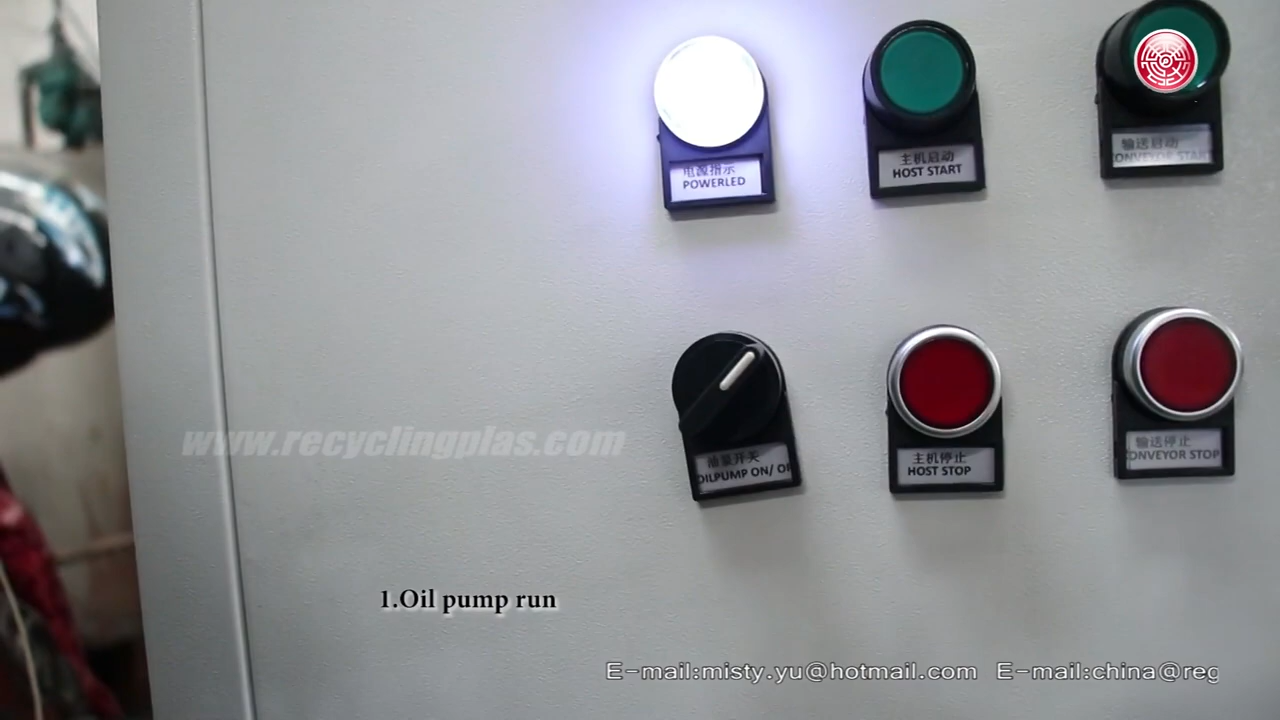 电源指示
POWERLED
主机启动
HOST START
输送启动
ONVEYOR START
油泵开关
OILPUMP ON/ OF
主机停止
HOST STOP
输送停止
ONVEYOR STOP
www.recyclingplas.com
1.Oil pump run
E-mail:misty.yu@hotmail.com E-mail:china@reg